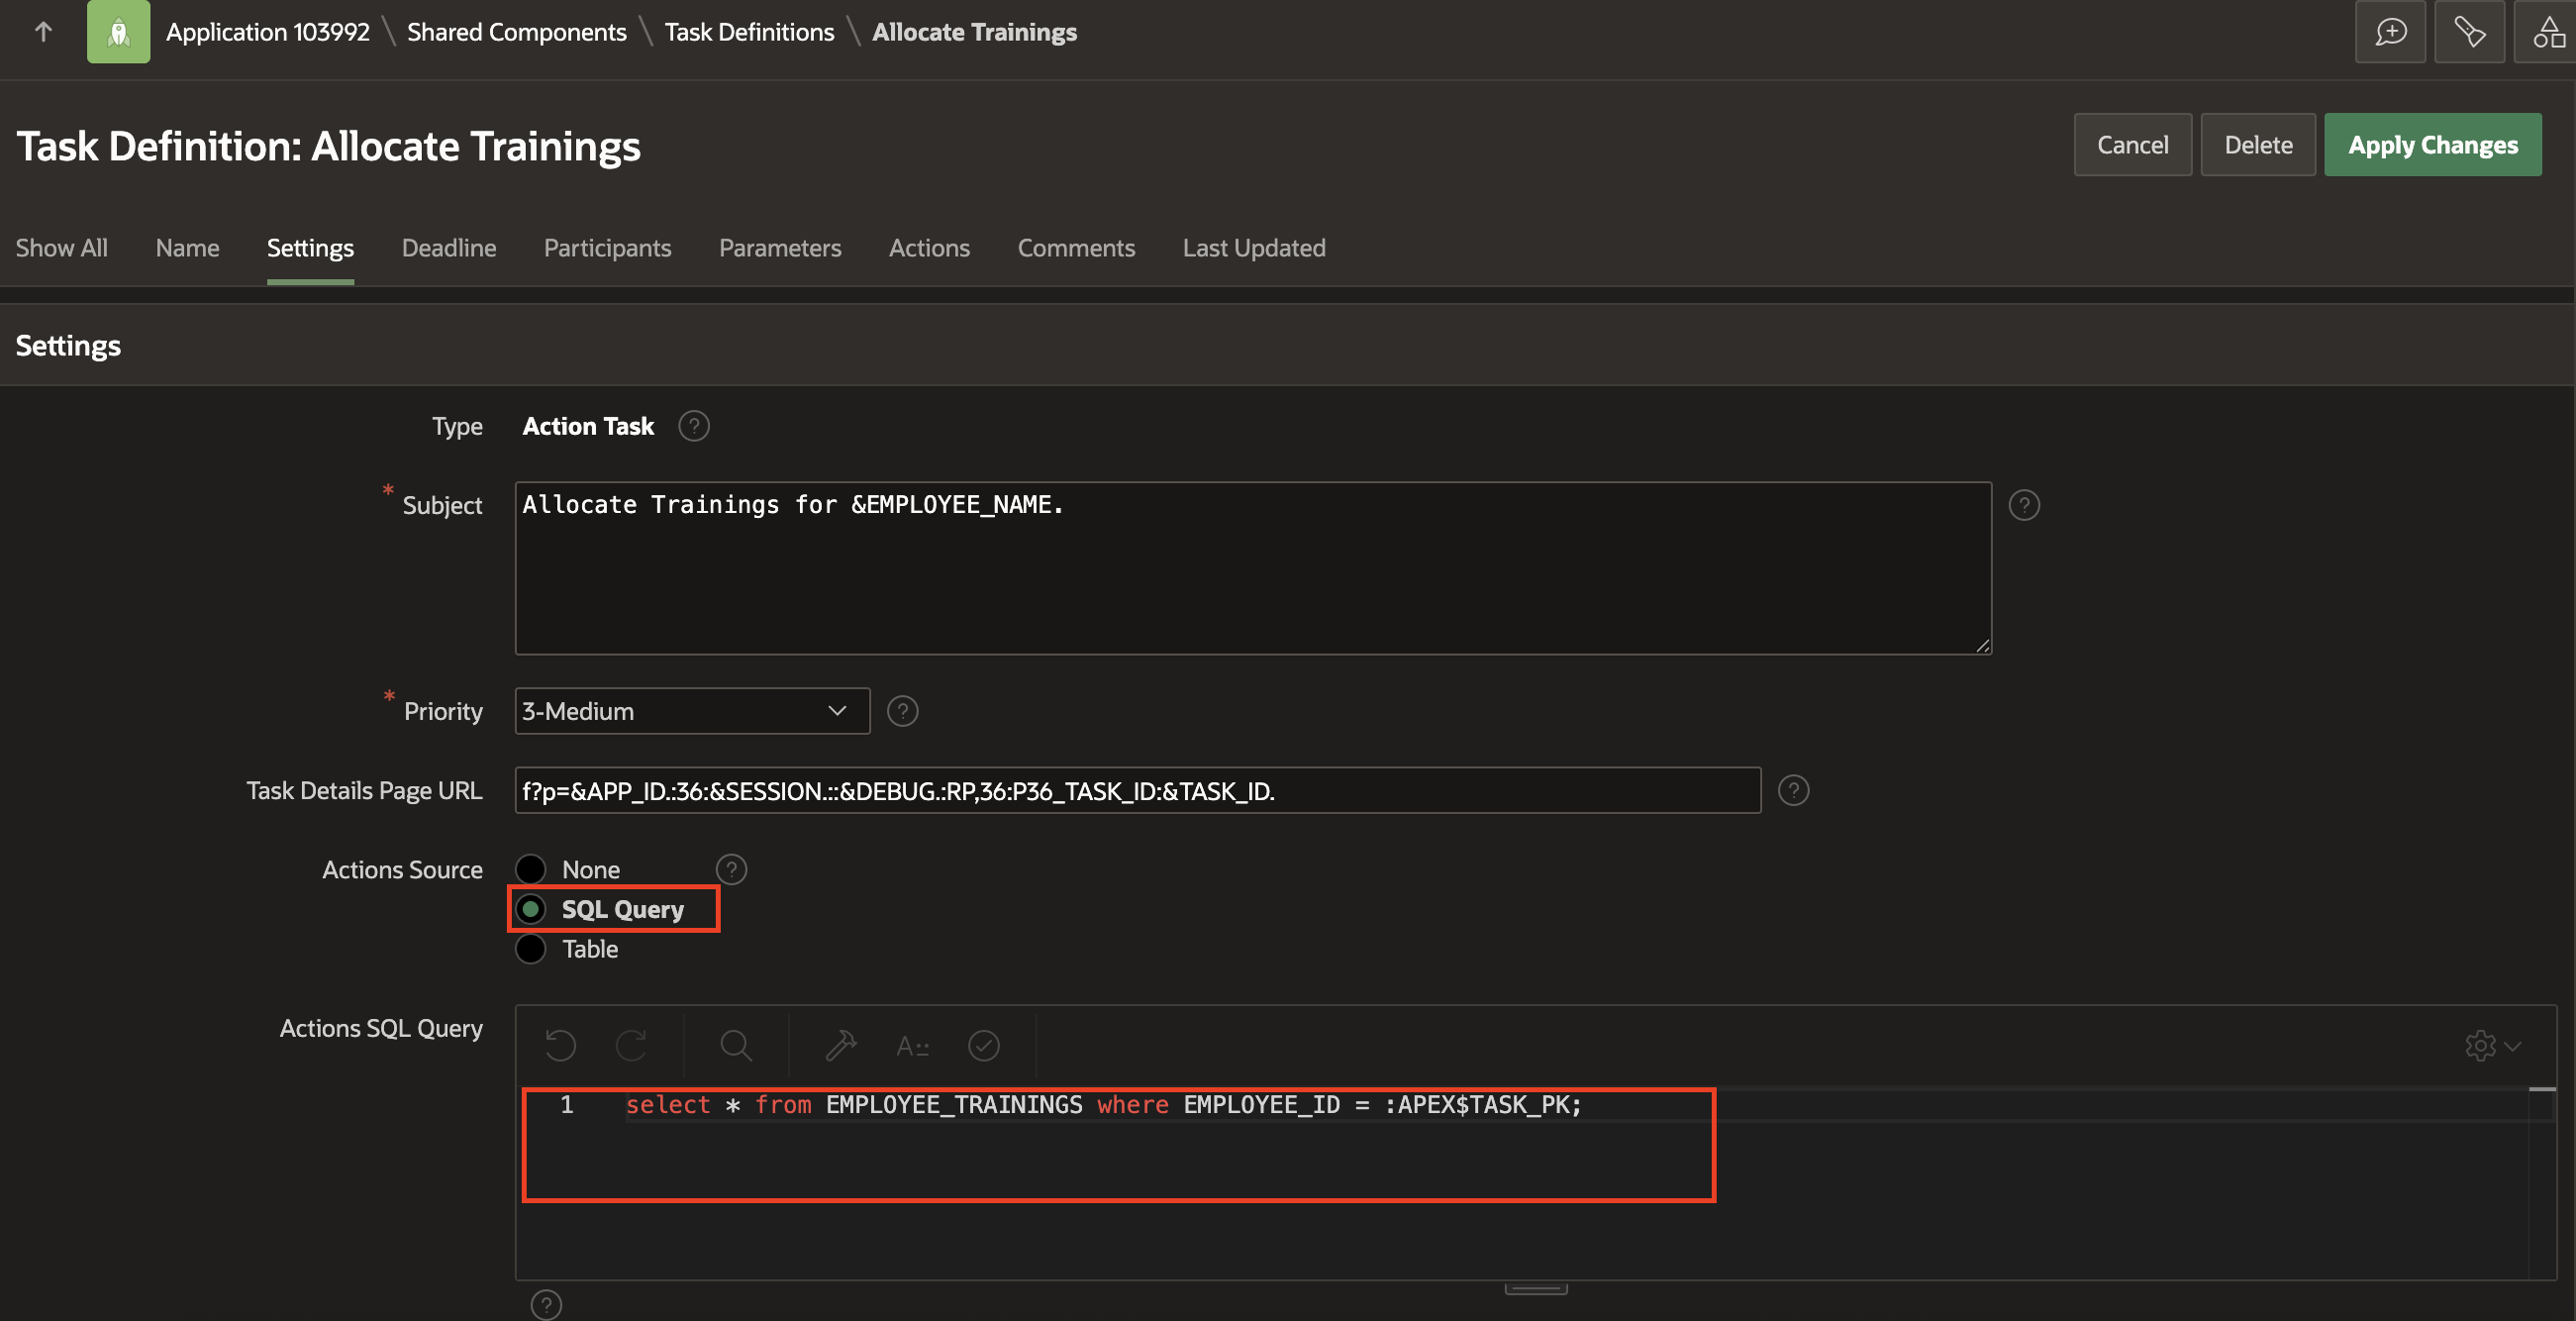 Application 103992 \ Shared Components \ Task Definitions \ Allocate Trainings
Task Definition: Allocate Trainings
Cancel Delete Apply Changes
Show All Name Settings Deadline Participants Parameters Actions Comments Last Updated
Settings
Type Action Task ?
* Subject Allocate Trainings for &EMPLOYEE_NAME. ?
* Priority 3-Medium ?
Task Details Page URL f?p=&APP_ID.:36:&SESSION.::&DEBUG.:RP,36:P36_TASK_ID:&TASK_ID. ?
Actions Source None ?
SQL Query
Table
Actions SQL Query
A::
1 select * from EMPLOYEE_TRAININGS where EMPLOYEE_ID = :APEX$TASK_PK;
?